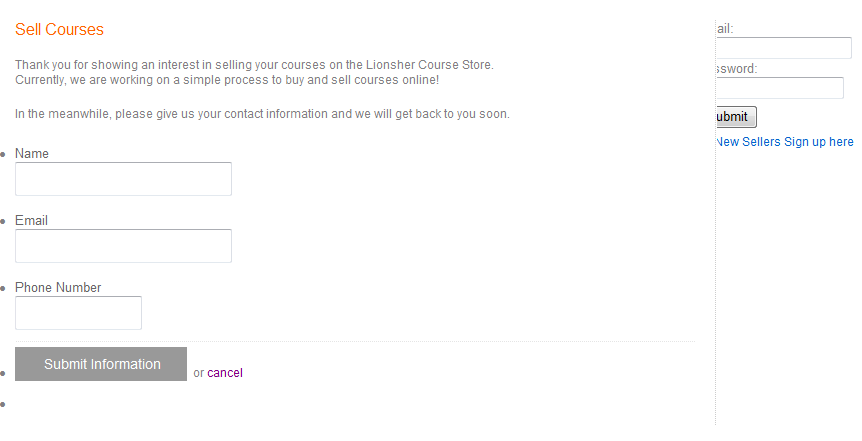 Sell Courses
Thank you for showing an interest in selling your courses on the Lionsher Course Store.
Currently, we are working on a simple process to buy and sell courses online!
In the meanwhile, please give us your contact information and we will get back to you soon.
Name
Email
Phone Number
Submit Information or cancel
ail:
ssword:
ubmit
New Sellers Sign up here